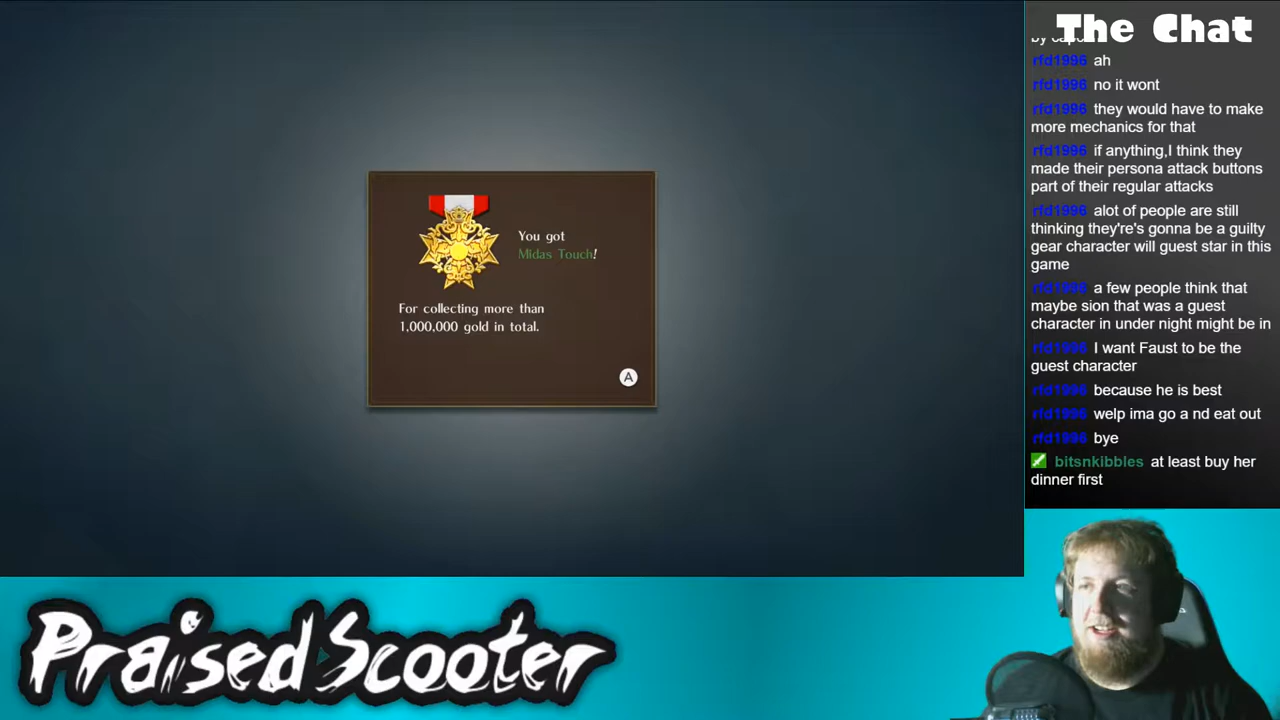 You got
Midas Touch!
For collecting more than
1,000,000 gold in total.
A
The Chat
rfd1996 ah
rfd1996 no it wont
rfd1996 they would have to make
more mechanics for that
rfd1996 if anything,I think they
made their persona attack buttons
part of their regular attacks
rfd1996 alot of people are still
thinking they're's gonna be a guilty
gear character will guest star in this
game
rfd1996 a few people think that
maybe sion that was a guest
character in under night might be in
rfd1996 I want Faust to be the
guest character
rfd1996 because he is best
rfd1996 welp ima go a nd eat out
rfd1996 bye
bitsnkibbles at least buy her
dinner first
PraisedScooter